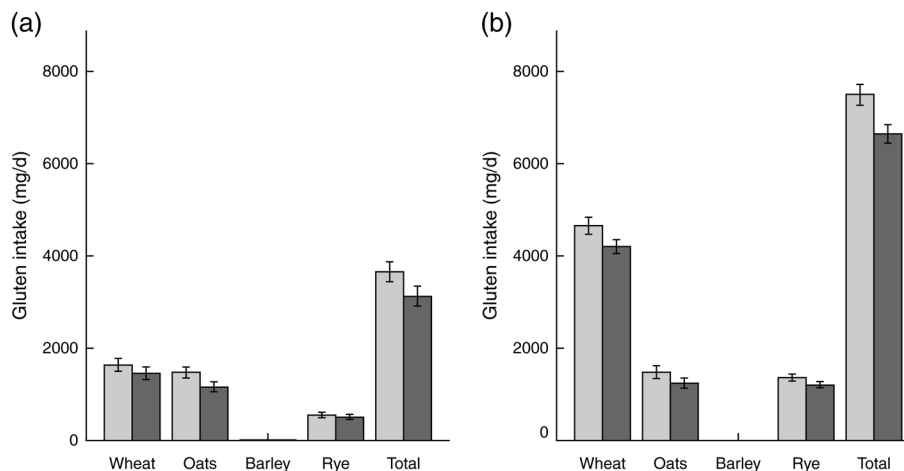 (a)
Gluten intake (mg/d)
8000
6000
4000
2000
0
Wheat Oats Barley Rye Total
(b)
Gluten intake (mg/d)
8000
6000
4000
2000
0
Wheat Oats Barley Rye Total